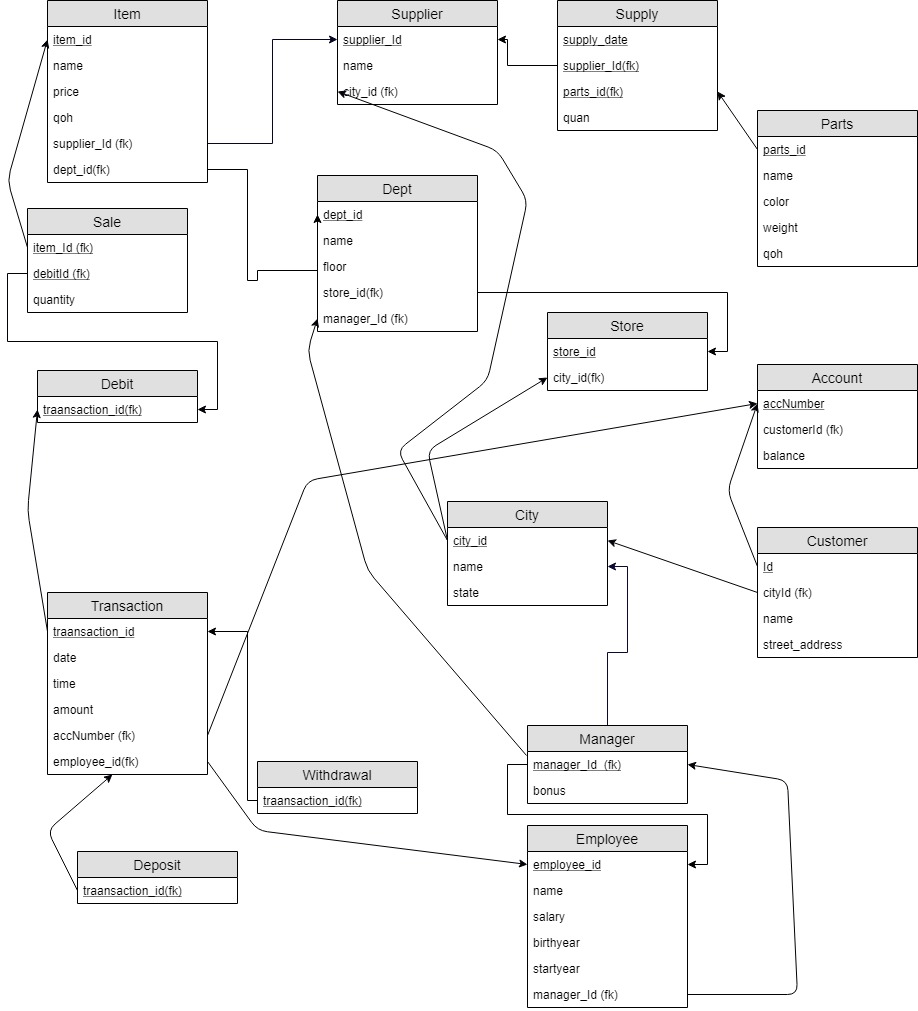 Item
item_id
name
price
qoh
supplier_Id (fk)
dept_id(fk)
Supplier
supplier_Id
name
city_id (fk)
Supply
supply_date
supplier_Id(fk)
parts_id(fk)
quan
Parts
parts_id
name
color
weight
qoh
Dept
dept_id
name
floor
store_id(fk)
manager_Id (fk)
Sale
item_Id (fk)
debitId (fk)
quantity
Store
store_id
city_id(fk)
Debit
traansaction_id(fk)
Account
accNumber
customerId (fk)
balance
City
city_id
name
state
Customer
Id
cityId (fk)
name
street_address
Transaction
traansaction_id
date
time
amount
accNumber (fk)
employee_id(fk)
Manager
manager_Id  (fk)
bonus
Withdrawal
traansaction_id(fk)
Employee
employee_id
name
salary
birthyear
startyear
manager_Id (fk)
Deposit
traansaction_id(fk)